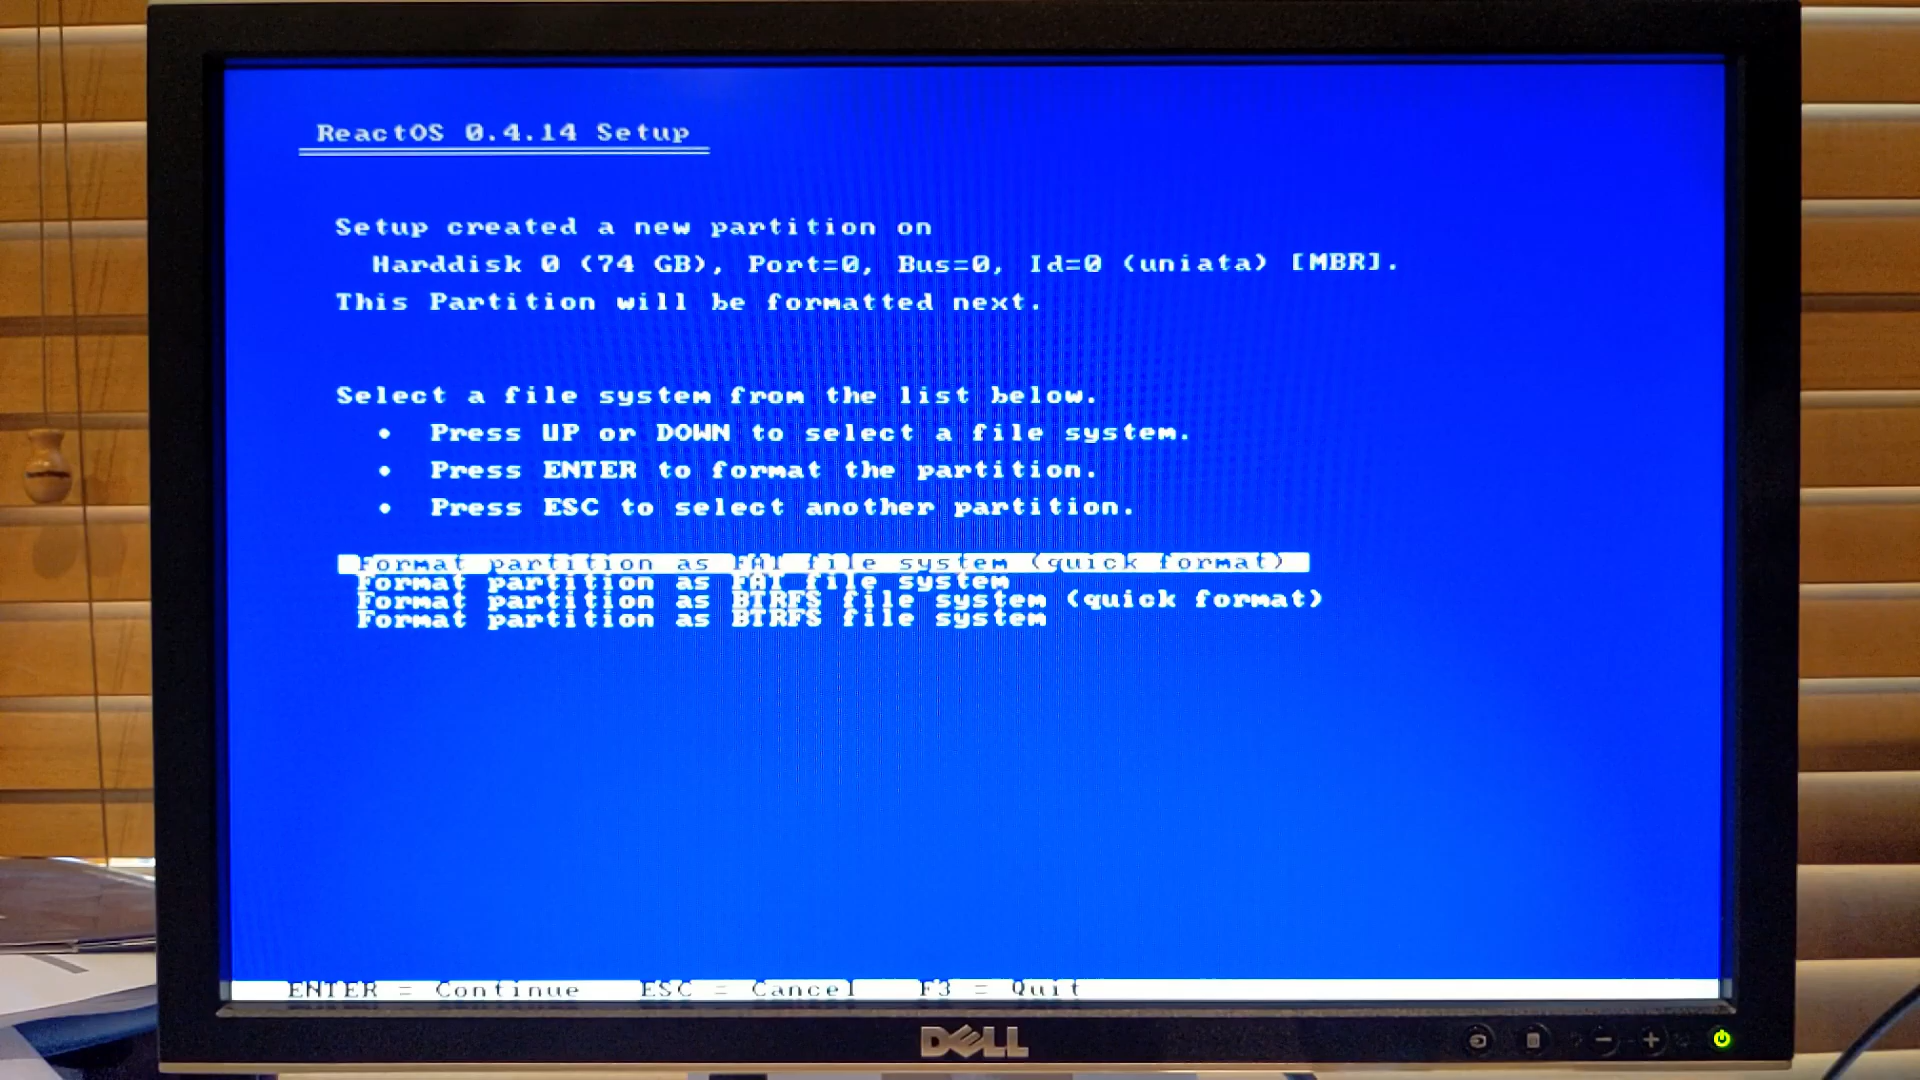 ReactOS 0.4.14 Setup
Setup created a new partition on
Harddisk 0 (74 GB), Port=0, Bus=0, Id=0 (uniata) [MBR].
This Partition will be formatted next.
Select a file system from the list below.
• Press UP or DOWN to select a file system.
• Press ENTER to format the partition.
• Press ESC to select another partition.
Format partition as FAT file system (quick format)
Format partition as FAT file system
Format partition as BTRFS file system (quick format)
Format partition as BTRFS file system
ENTER = Continue ESC = Cancel F3 = Quit
DELL